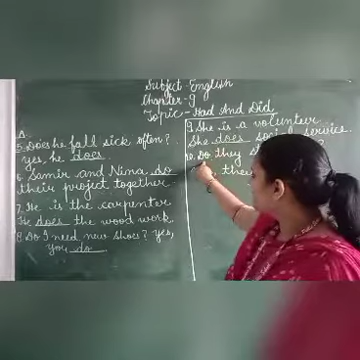 Subject English
Chapter-9
Topic - Had And Did
A.
5. Does he fall sick often?
yes, he does.
6. Samir and Nina do
their project together
7. He is the carpenter
He does the wood work.
8. Do I need new shoes? yes,
you do
9. She is a volunteer.
She does social service.
10. Do they
they